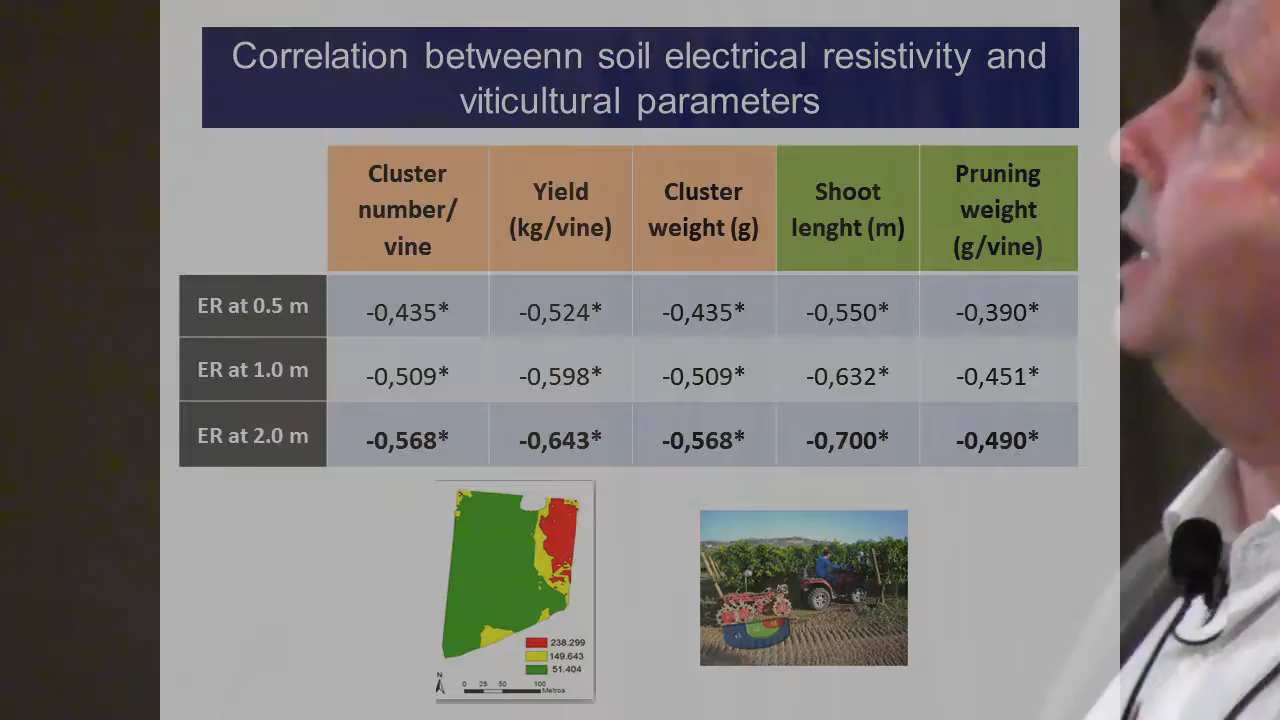 Correlation betweenn soil electrical resistivity and
viticultural parameters
Cluster
number/
vine
Yield
(kg/vine)
Cluster
weight (g)
Shoot
lenght (m)
Pruning
weight
(g/vine)
ER at 0.5 m
-0,435*
-0,524*
-0,435*
-0,550*
-0,390*
ER at 1.0 m
-0,509*
-0,598*
-0,509*
-0,632*
-0,451*
ER at 2.0 m
-0,568*
-0,643*
-0,568*
-0,700*
-0,490*
238.299
149.643
51.404
N
0 25 50 100
Metros